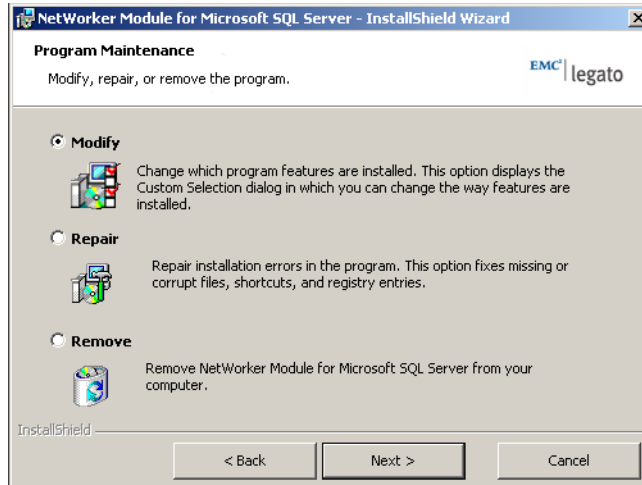 NetWorker Module for Microsoft SQL Server - InstallShield Wizard
Program Maintenance
Modify, repair, or remove the program.
EMC² legato
Modify
Change which program features are installed. This option displays the
Custom Selection dialog in which you can change the way features are
installed.
Repair
Repair installation errors in the program. This option fixes missing or
corrupt files, shortcuts, and registry entries.
Remove
Remove NetWorker Module for Microsoft SQL Server from your
computer.
InstallShield
< Back
Next >
Cancel